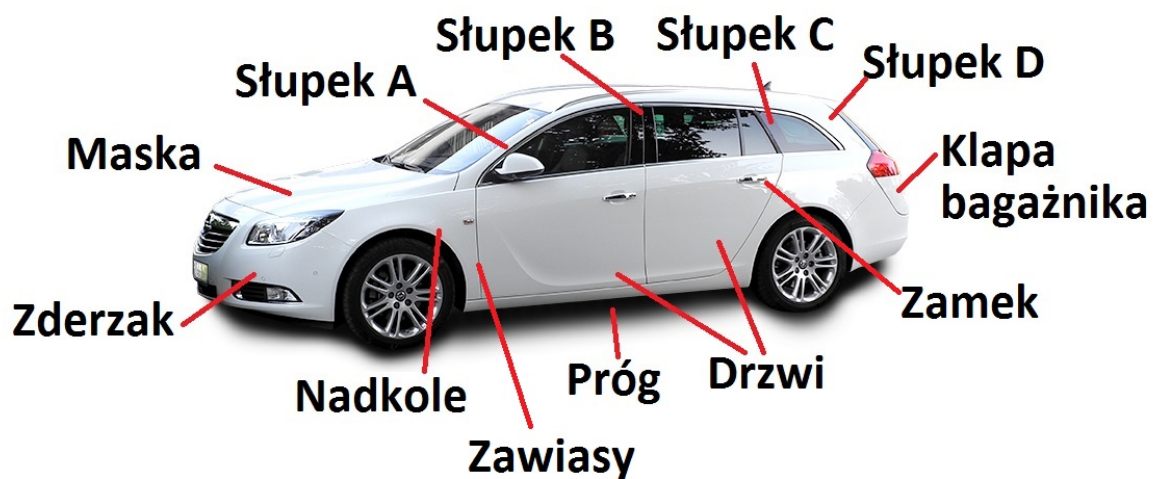 Słupek B
Słupek C
Słupek A
Słupek D
Maska
Klapa
bagażnika
Zderzak
Zamek
Nadkole
Próg
Drzwi
Zawiasy